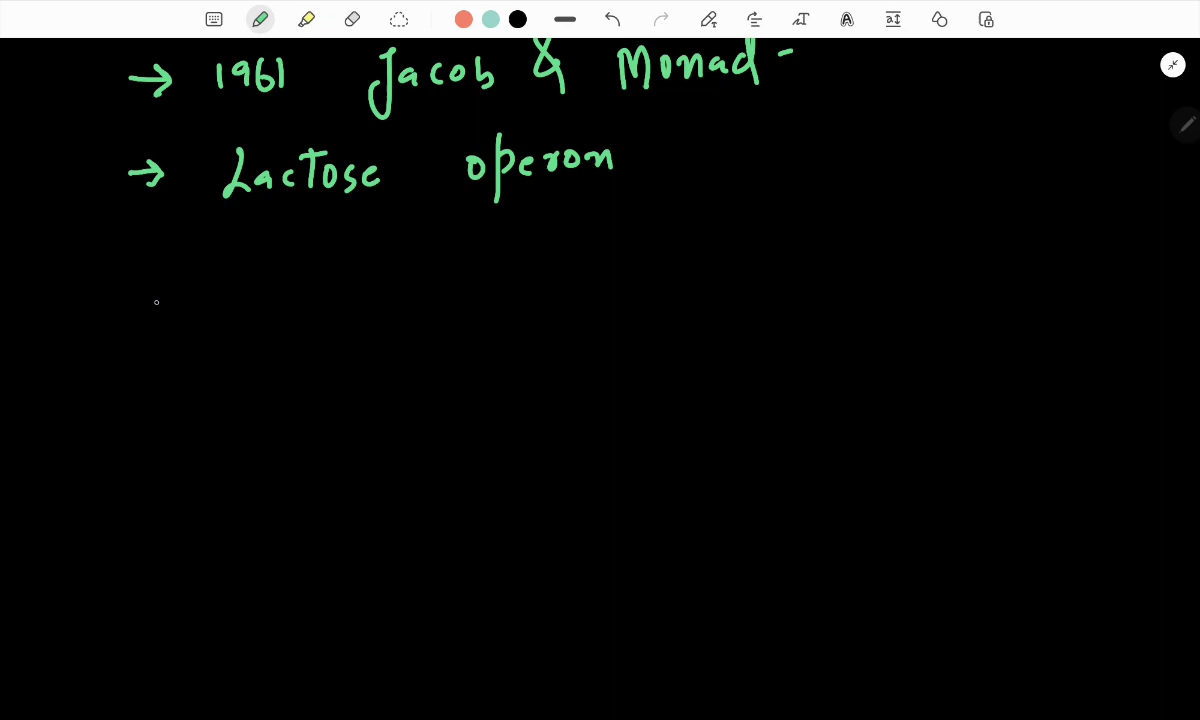 → 1961 Jacob & Monad -
→ Lactose operon